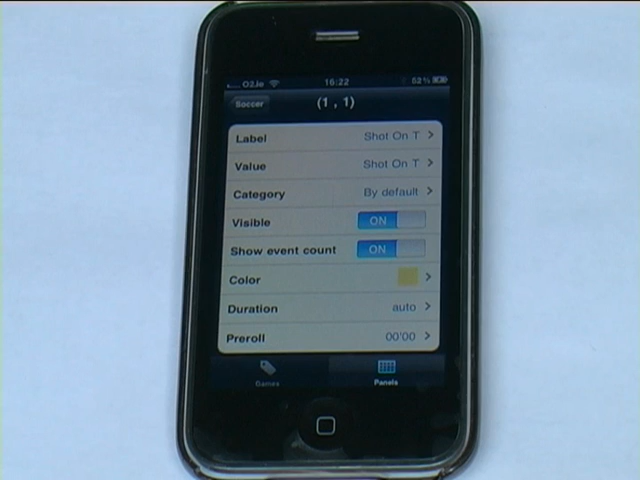 O2.ie 16:22 52%
Soccer (1 , 1)
Label Shot On T
Value Shot On T
Category By default
Visible ON
Show event count ON
Color
Duration auto
Preroll 00'00
Games Panels